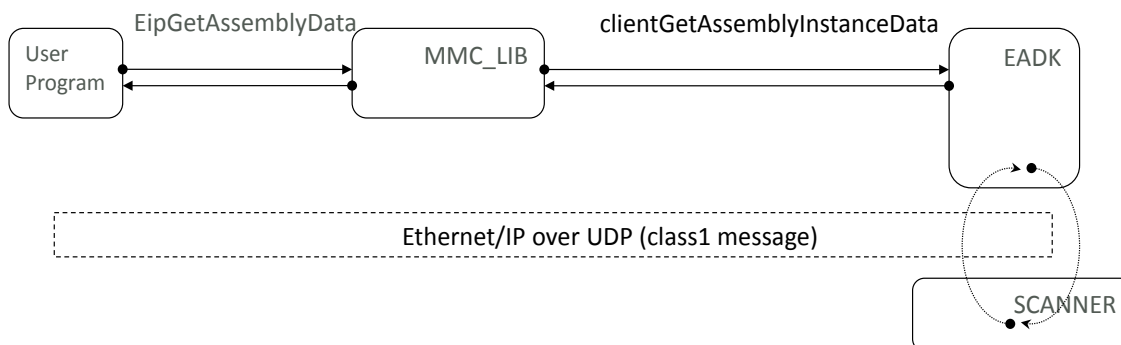 EipGetAssemblyData
clientGetAssemblyInstanceData
User
Program
MMC_LIB
EADK
Ethernet/IP over UDP (class1 message)
SCANNER